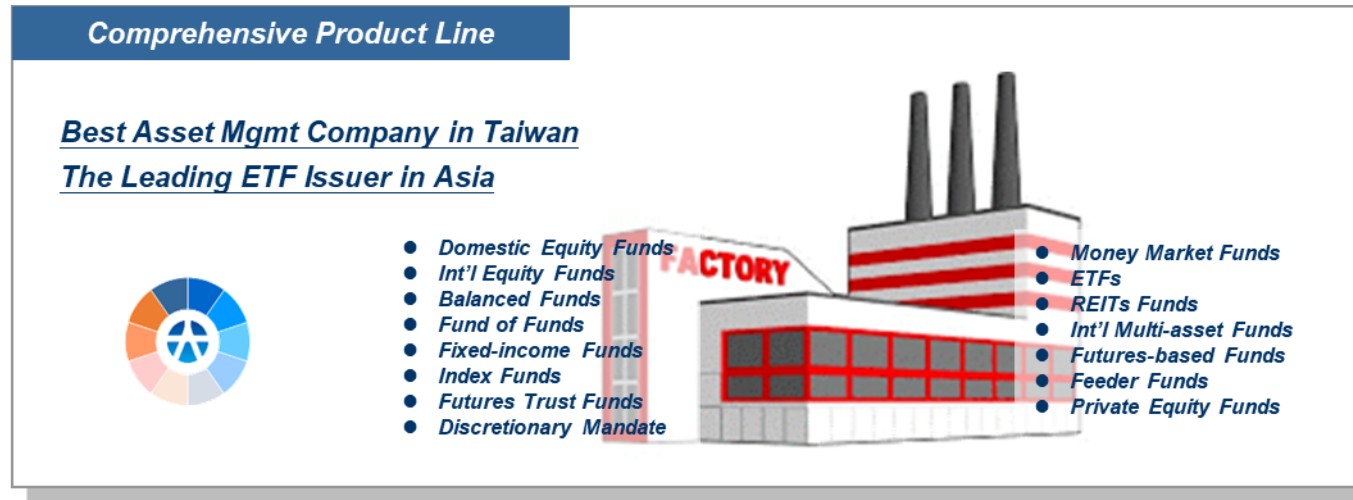 Comprehensive Product Line
Best Asset Mgmt Company in Taiwan
The Leading ETF Issuer in Asia
● Domestic Equity Funds
● Int'l Equity Funds
● Balanced Funds
● Fund of Funds
● Fixed-income Funds
● Index Funds
● Futures Trust Funds
● Discretionary Mandate
FACTORY
● Money Market Funds
● ETFs
● REITs Funds
● Int'l Multi-asset Funds
● Futures-based Funds
● Feeder Funds
● Private Equity Funds